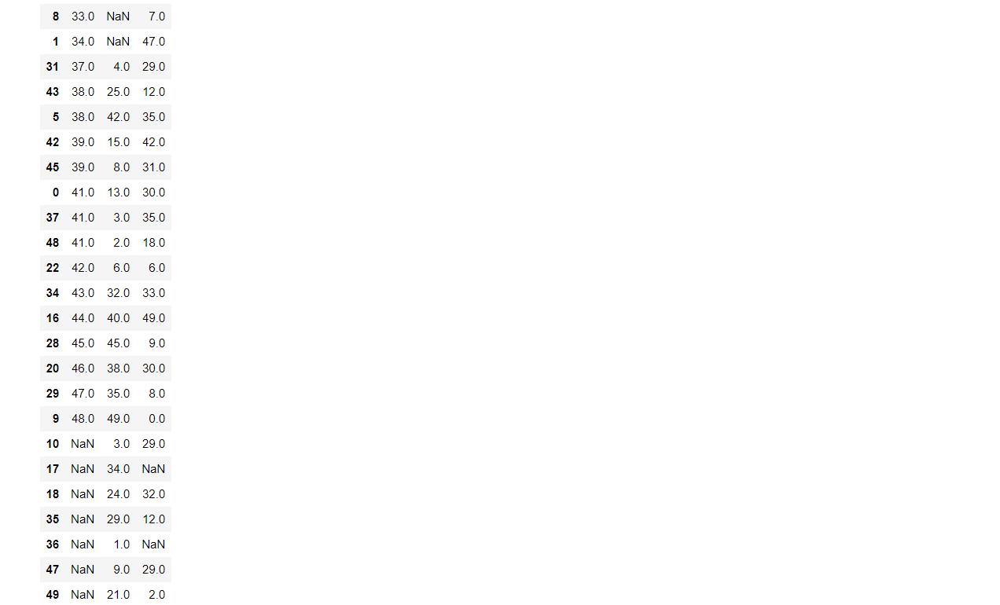 8 33.0 NaN 7.0
1 34.0 NaN 47.0
31 37.0 4.0 29.0
43 38.0 25.0 12.0
5 38.0 42.0 35.0
42 39.0 15.0 42.0
45 39.0 8.0 31.0
0 41.0 13.0 30.0
37 41.0 3.0 35.0
48 41.0 2.0 18.0
22 42.0 6.0 6.0
34 43.0 32.0 33.0
16 44.0 40.0 49.0
28 45.0 45.0 9.0
20 46.0 38.0 30.0
29 47.0 35.0 8.0
9 48.0 49.0 0.0
10 NaN 3.0 29.0
17 NaN 34.0 NaN
18 NaN 24.0 32.0
35 NaN 29.0 12.0
36 NaN 1.0 NaN
47 NaN 9.0 29.0
49 NaN 21.0 2.0